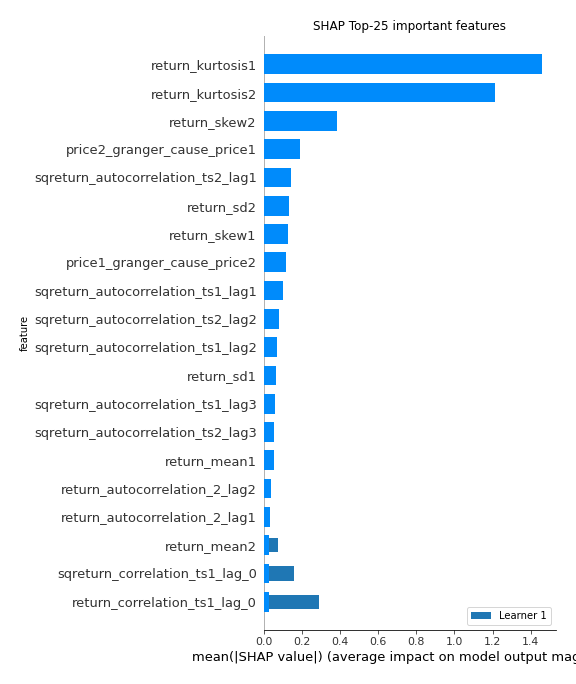 SHAP Top-25 important features
return_kurtosis1
return_kurtosis2
return_skew2
price2_granger_cause_price1
sqreturn_autocorrelation_ts2_lag1
return_sd2
return_skew1
price1_granger_cause_price2
sqreturn_autocorrelation_ts1_lag1
sqreturn_autocorrelation_ts2_lag2
sqreturn_autocorrelation_ts1_lag2
return_sd1
sqreturn_autocorrelation_ts1_lag3
sqreturn_autocorrelation_ts2_lag3
return_mean1
return_autocorrelation_2_lag2
return_autocorrelation_2_lag1
return_mean2
sqreturn_correlation_ts1_lag_0
return_correlation_ts1_lag_0
feature
Learner 1
0.0 0.2 0.4 0.6 0.8 1.0 1.2 1.4
mean(|SHAP value|) (average impact on model output mag